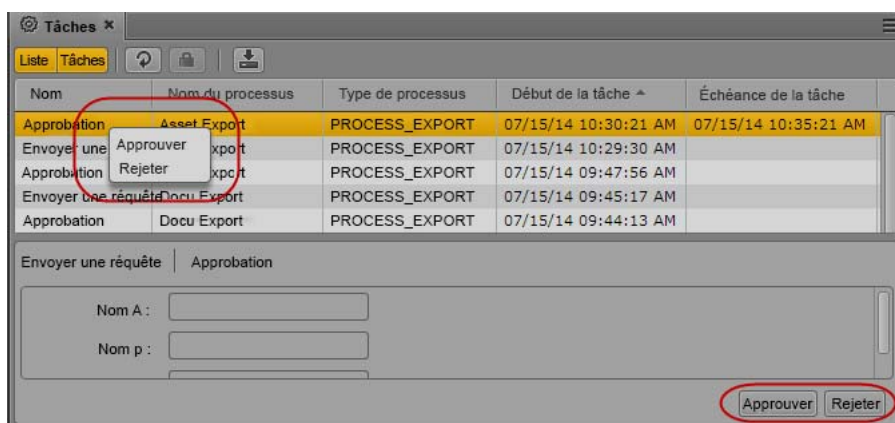 Tâches ×
Liste Tâches
Nom Nom du processus Type de processus Début de la tâche Échéance de la tâche
Approbation Asset Export PROCESS_EXPORT 07/15/14 10:30:21 AM 07/15/14 10:35:21 AM
Approuver
Envoyer une xport PROCESS_EXPORT 07/15/14 10:29:30 AM
Rejeter
Approbation xport PROCESS_EXPORT 07/15/14 09:47:56 AM
Envoyer une réquête Docu Export PROCESS_EXPORT 07/15/14 09:45:17 AM
Approbation Docu Export PROCESS_EXPORT 07/15/14 09:44:13 AM
Envoyer une réquête Approbation
Nom A :
Nom p :
Approuver Rejeter